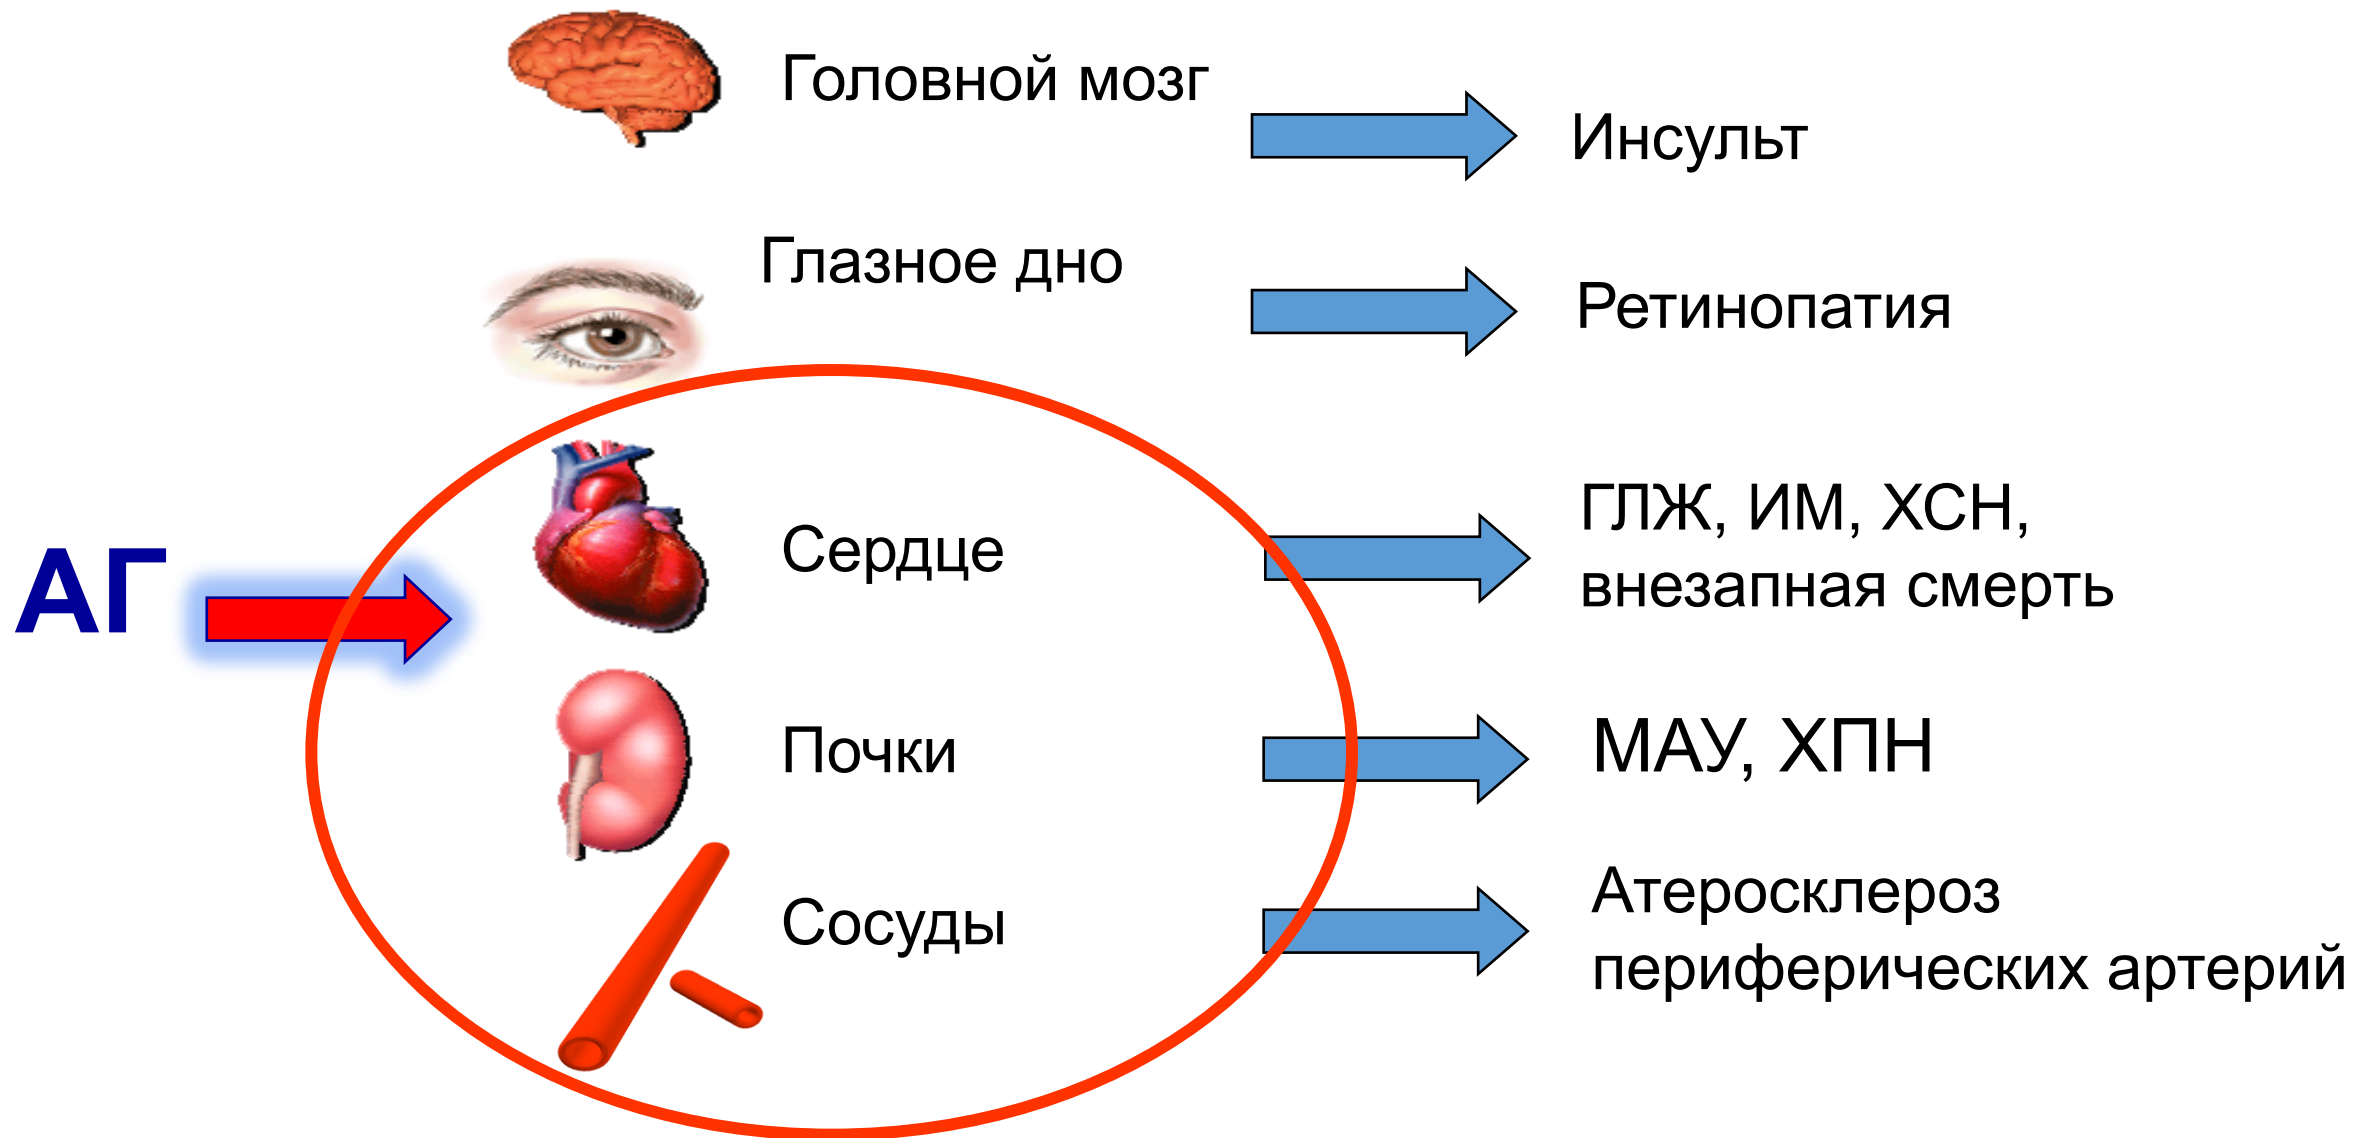 Головной мозг
Инсульт
Глазное дно
Ретинопатия
АГ
Сердце
ГЛЖ, ИМ, ХСН,
внезапная смерть
Почки
МАУ, ХПН
Сосуды
Атеросклероз
периферических артерий